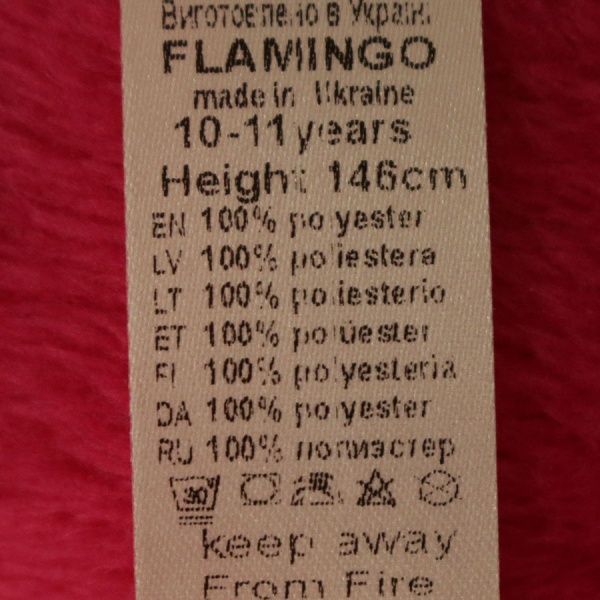 Виготовлено в Україні
FLAMINGO
made in Ukraine
10-11 years
Height 146cm
EN 100% polyester
LV 100% poliestera
LT 100% poliesterio
ET 100% polüester
FI 100% polyesteria
DA 100% polyester
RU 100% полиэстер
30
keep away
From Fire